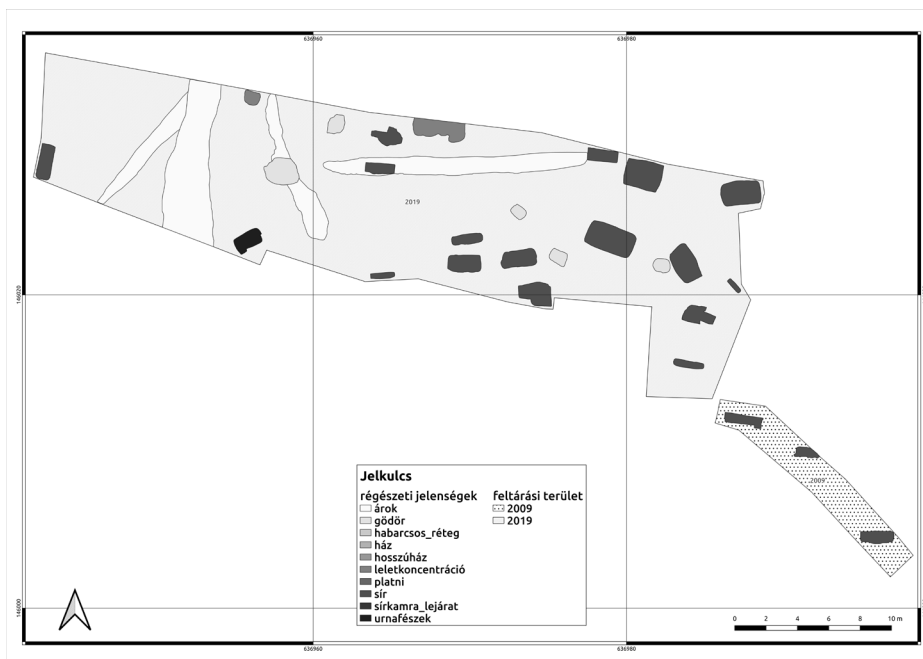 636960 636980
2019
146020
2009
Jelkulcs
régészeti jelenségek feltárási terület
árok 2009
gödör 2019
habarcsos_réteg
ház
hosszúház
leletkoncentráció
platni
sír
sírkamra_lejárat
urnafészek
146000
0 2 4 6 8 10 m
636960 636980